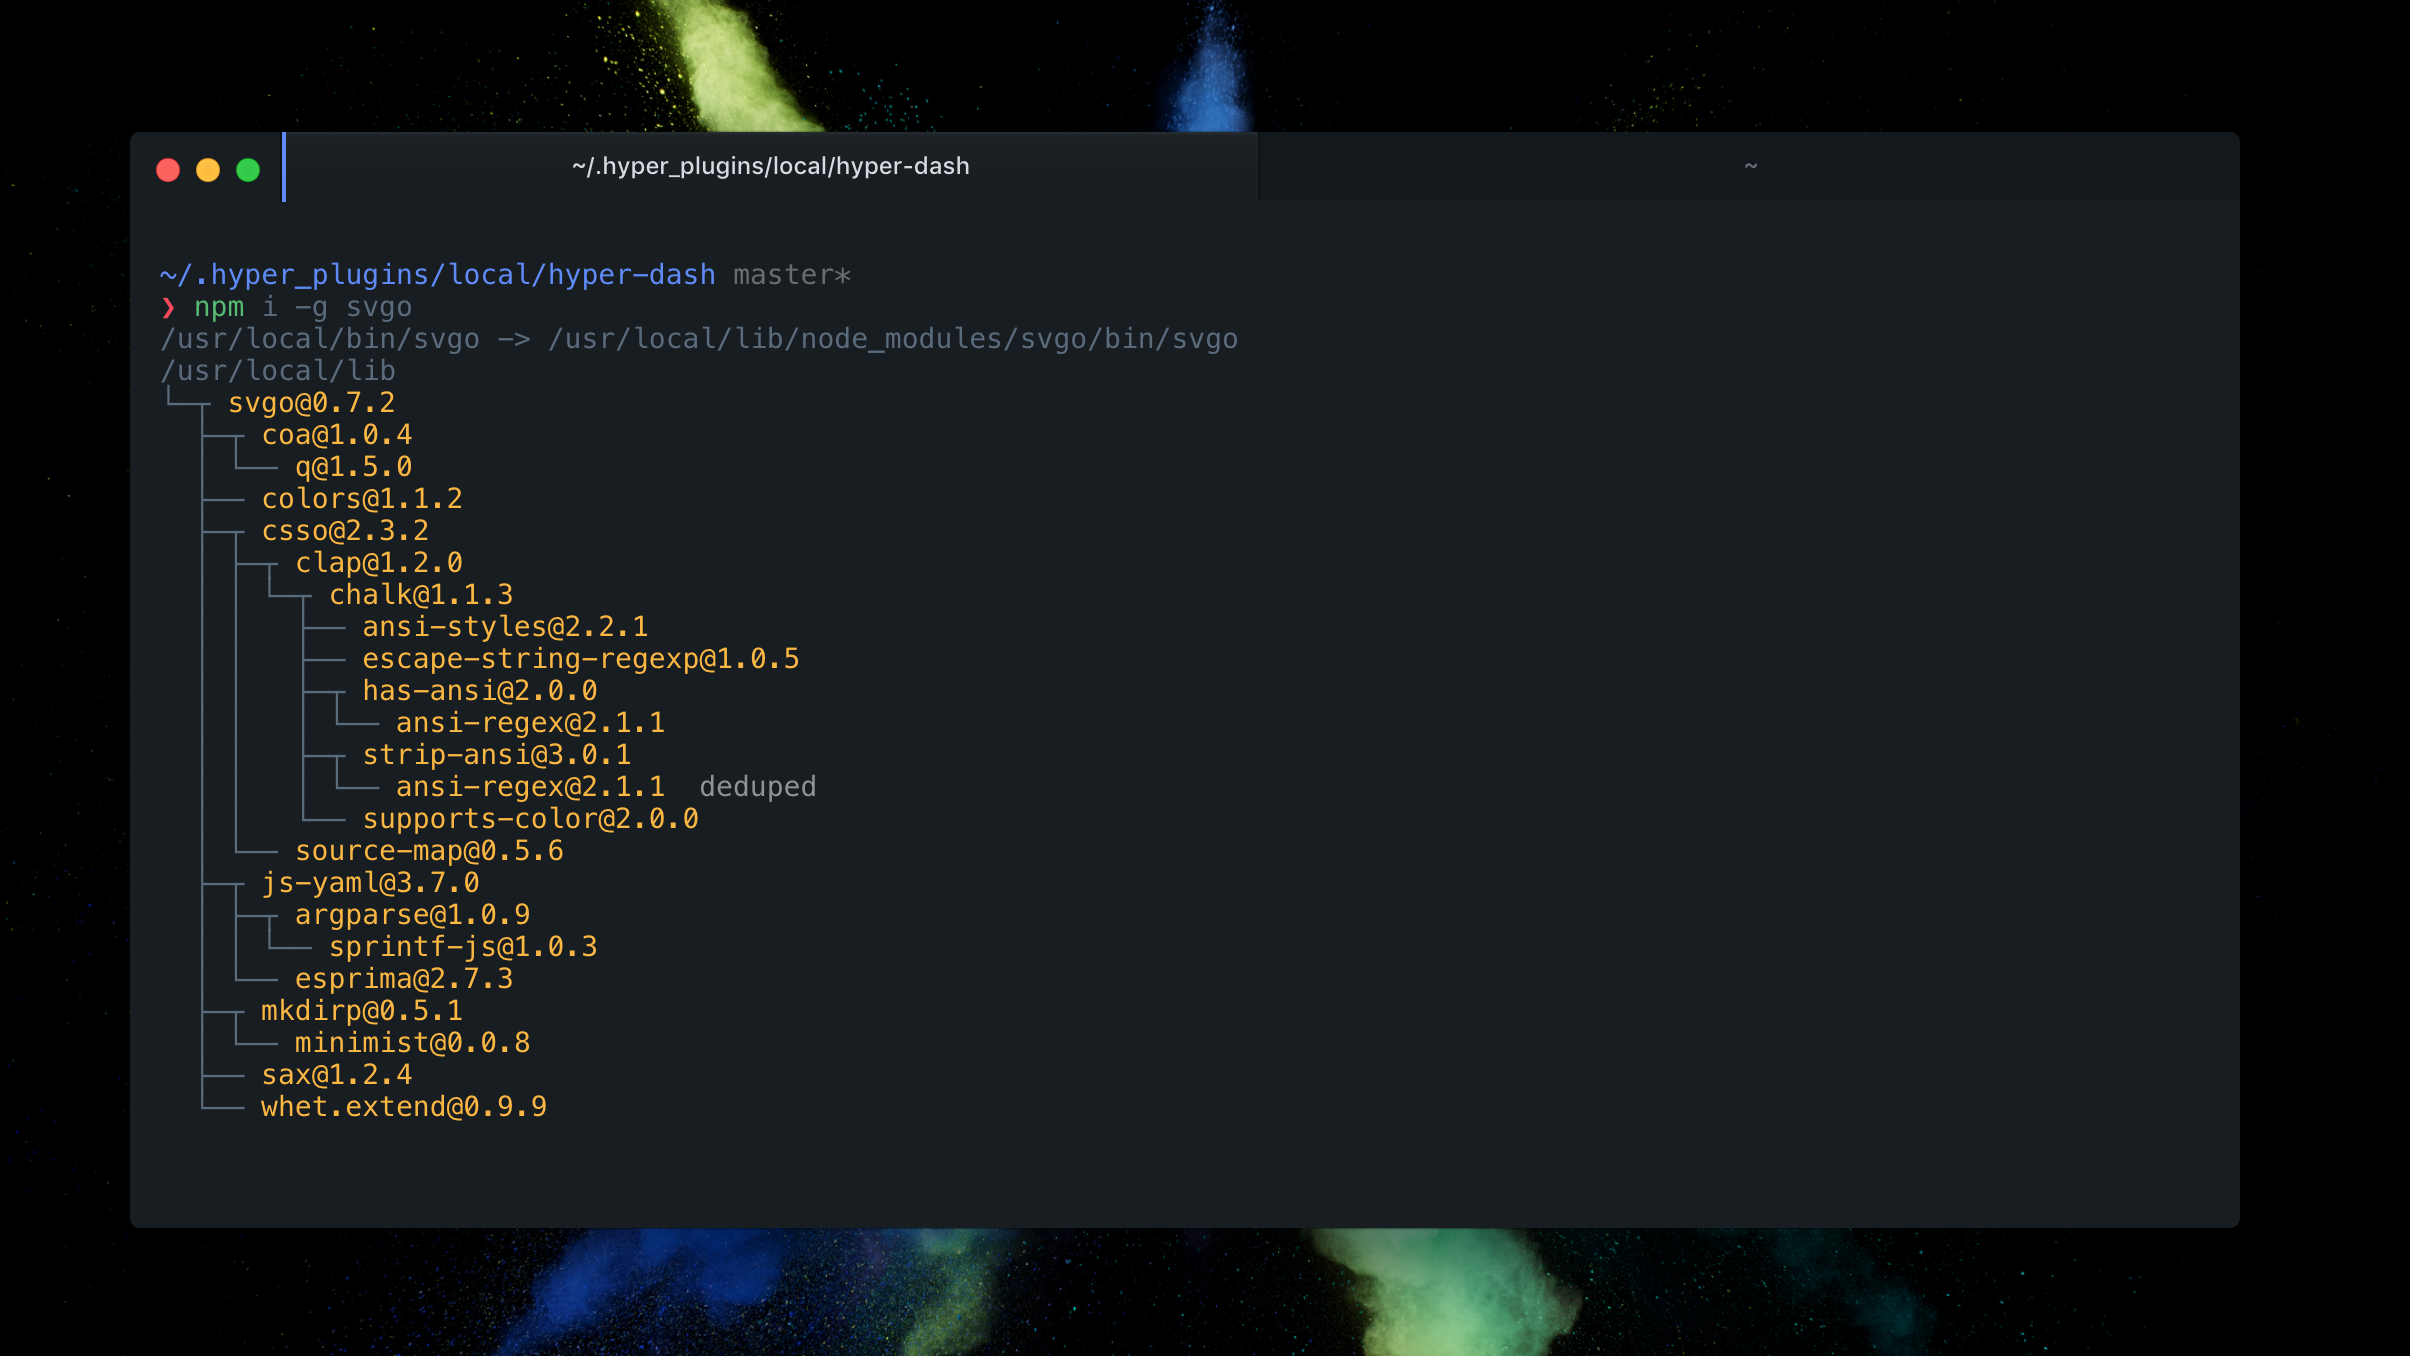 ~/.hyper_plugins/local/hyper-dash ~
~/.hyper_plugins/local/hyper-dash master*
❯ npm i -g svgo
/usr/local/bin/svgo -> /usr/local/lib/node_modules/svgo/bin/svgo
/usr/local/lib
└─┬ svgo@0.7.2
  ├─┬ coa@1.0.4
  │ └── q@1.5.0
  ├── colors@1.1.2
  ├─┬ csso@2.3.2
  │ ├─┬ clap@1.2.0
  │ │ └─┬ chalk@1.1.3
  │ │   ├── ansi-styles@2.2.1
  │ │   ├── escape-string-regexp@1.0.5
  │ │   ├─┬ has-ansi@2.0.0
  │ │   │ └── ansi-regex@2.1.1
  │ │   ├─┬ strip-ansi@3.0.1
  │ │   │ └── ansi-regex@2.1.1  deduped
  │ │   └── supports-color@2.0.0
  │ └── source-map@0.5.6
  ├─┬ js-yaml@3.7.0
  │ ├─┬ argparse@1.0.9
  │ │ └── sprintf-js@1.0.3
  │ └── esprima@2.7.3
  ├─┬ mkdirp@0.5.1
  │ └── minimist@0.0.8
  ├── sax@1.2.4
  └── whet.extend@0.9.9